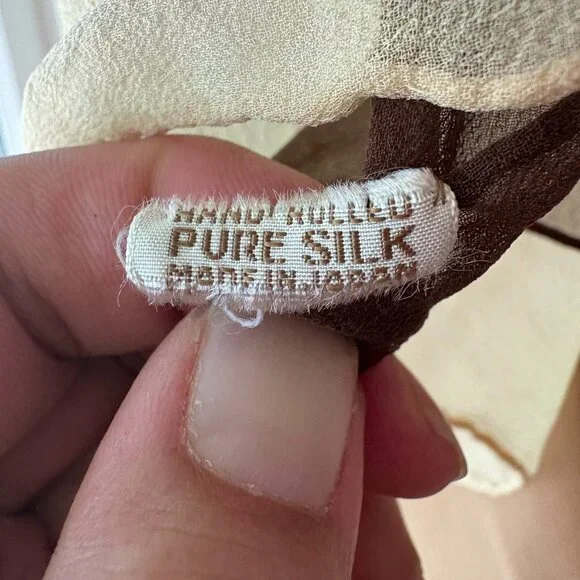 HAND ROLLED
PURE SILK
MADE IN JAPAN